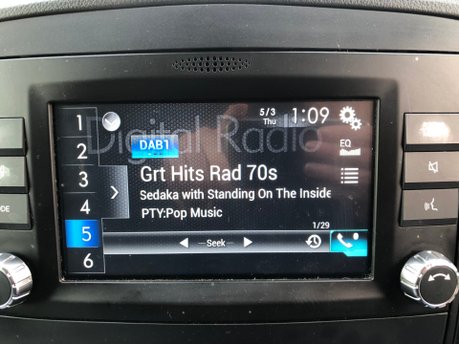 1
5/3
Thu
1:09
Digital Radio
2
DAB1
EQ
3
Grt Hits Rad 70s
Sedaka with Standing On The Inside
4
PTY:Pop Music
ODE
5
1/29
Seek
6